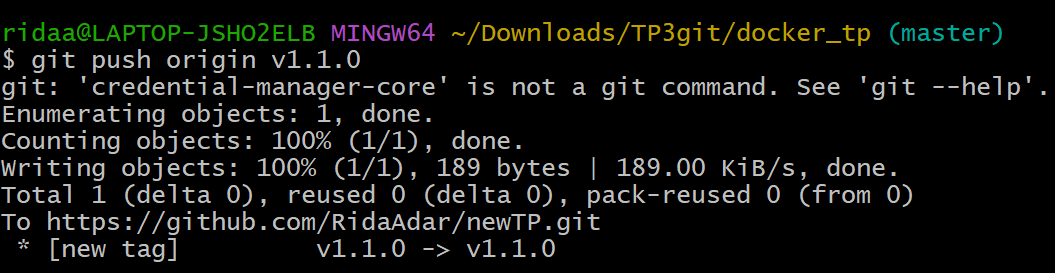 ridaa@LAPTOP-JSHO2ELB MINGW64 ~/Downloads/TP3git/docker_tp (master)
$ git push origin v1.1.0
git: 'credential-manager-core' is not a git command. See 'git --help'.
Enumerating objects: 1, done.
Counting objects: 100% (1/1), done.
Writing objects: 100% (1/1), 189 bytes | 189.00 KiB/s, done.
Total 1 (delta 0), reused 0 (delta 0), pack-reused 0 (from 0)
To https://github.com/RidaAdar/newTP.git
 * [new tag]         v1.1.0 -> v1.1.0